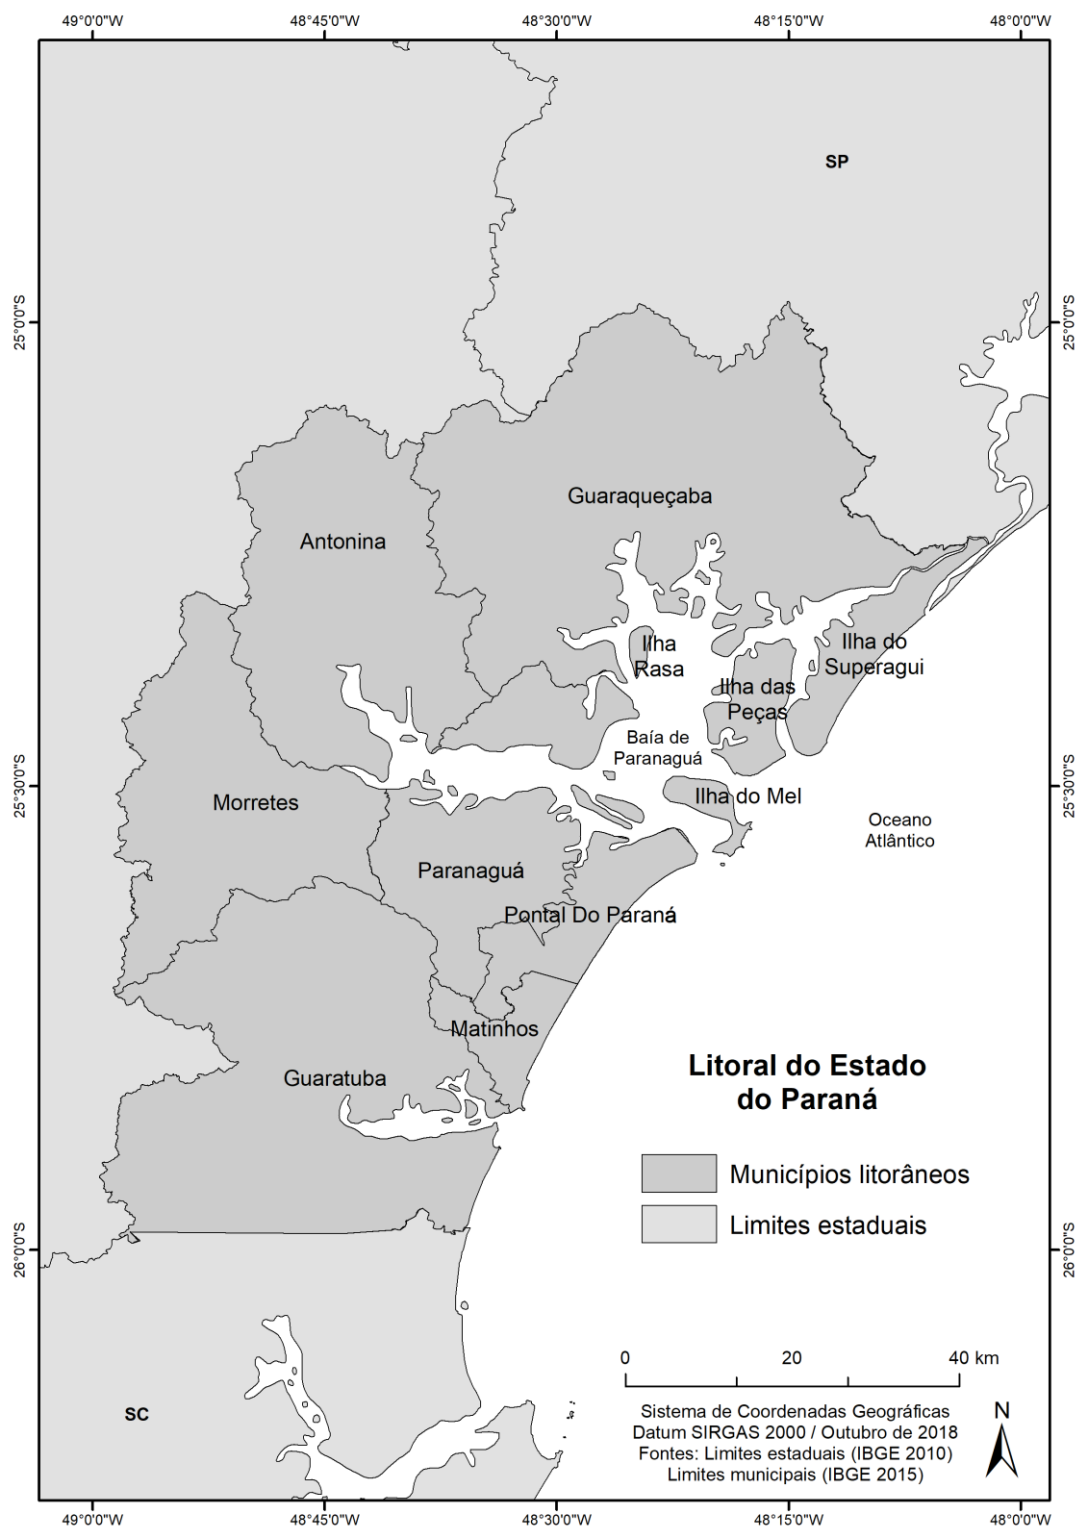 49°0'0"W 48°45'0"W 48°30'0"W 48°15'0"W 48°0'0"W
SP
25°0'0"S 25°0'0"S
Guaraqueçaba
Antonina
Ilha
Rasa
Ilha do
Superagui
Ilha das
Peças
Baía de
Paranaguá
25°30'0"S 25°30'0"S
Morretes
Ilha do Mel
Oceano
Atlântico
Paranaguá
Pontal Do Paraná
Matinhos
Guaratuba
Litoral do Estado
do Paraná
Municípios litorâneos
Limites estaduais
26°0'0"S 26°0'0"S
0 20 40 km
SC
Sistema de Coordenadas Geográficas
Datum SIRGAS 2000 / Outubro de 2018
Fontes: Limites estaduais (IBGE 2010)
Limites municipais (IBGE 2015)
N
49°0'0"W 48°45'0"W 48°30'0"W 48°15'0"W 48°0'0"W